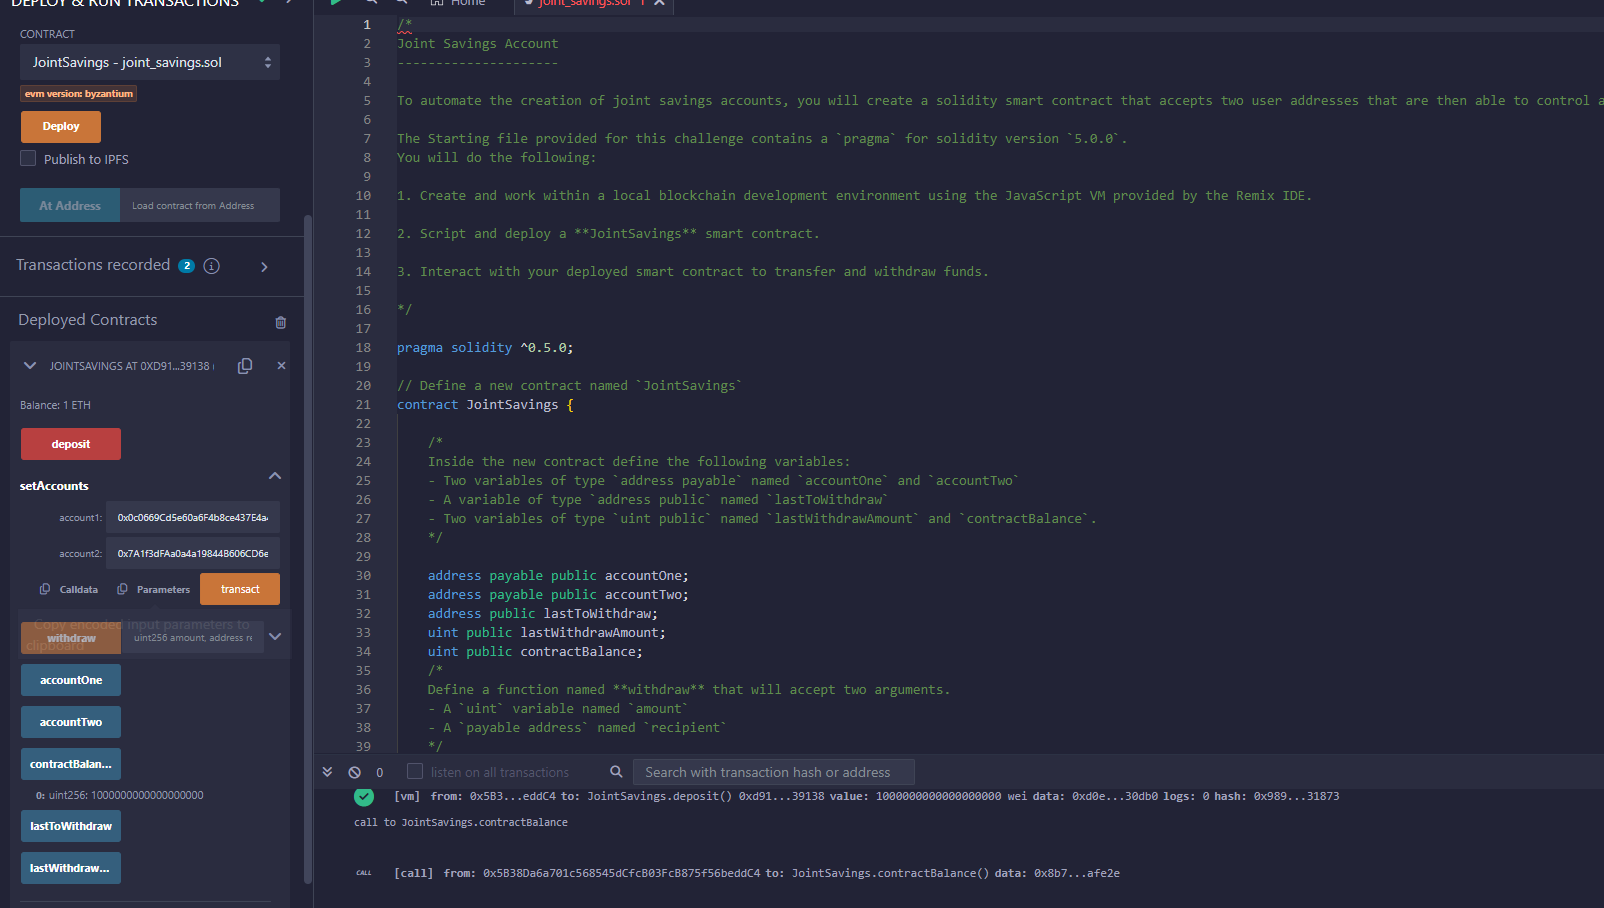 DEPLOY & RUN TRANSACTIONS
CONTRACT
JointSavings - joint_savings.sol
evm version: byzantium
Deploy
Publish to IPFS
At Address
Load contract from Address
Transactions recorded 2 i
Deployed Contracts
JOINTSAVINGS AT 0XD91...39138
Balance: 1 ETH
deposit
setAccounts
account1: 0x0c0669Cd5e60a6F4b8ce437E4a
account2: 0x7A1f3dFAa0a4a19844B606CD6e
Calldata
Parameters
transact
Copy encoded input parameters to
clipboard
withdraw
uint256 amount, address re
accountOne
accountTwo
contractBalan...
0: uint256: 1000000000000000000
lastToWithdraw
lastWithdraw...
Home
joint_savings.sol 1
1 /*
2 Joint Savings Account
3 ---------------------
4
5 To automate the creation of joint savings accounts, you will create a solidity smart contract that accepts two user addresses that are then able to control a
6
7 The Starting file provided for this challenge contains a `pragma` for solidity version `5.0.0`.
8 You will do the following:
9
10 1. Create and work within a local blockchain development environment using the JavaScript VM provided by the Remix IDE.
11
12 2. Script and deploy a **JointSavings** smart contract.
13
14 3. Interact with your deployed smart contract to transfer and withdraw funds.
15
16 */
17
18 pragma solidity ^0.5.0;
19
20 // Define a new contract named `JointSavings`
21 contract JointSavings {
22
23 /*
24 Inside the new contract define the following variables:
25 - Two variables of type `address payable` named `accountOne` and `accountTwo`
26 - A variable of type `address public` named `lastToWithdraw`
27 - Two variables of type `uint public` named `lastWithdrawAmount` and `contractBalance`.
28 */
29
30 address payable public accountOne;
31 address payable public accountTwo;
32 address public lastToWithdraw;
33 uint public lastWithdrawAmount;
34 uint public contractBalance;
35 /*
36 Define a function named **withdraw** that will accept two arguments.
37 - A `uint` variable named `amount`
38 - A `payable address` named `recipient`
39 */
0
listen on all transactions
Search with transaction hash or address
[vm] from: 0x5B3...eddC4 to: JointSavings.deposit() 0xd91...39138 value: 1000000000000000000 wei data: 0xd0e...30db0 logs: 0 hash: 0x989...31873
call to JointSavings.contractBalance
CALL [call] from: 0x5B38Da6a701c568545dCfcB03FcB875f56beddC4 to: JointSavings.contractBalance() data: 0x8b7...afe2e